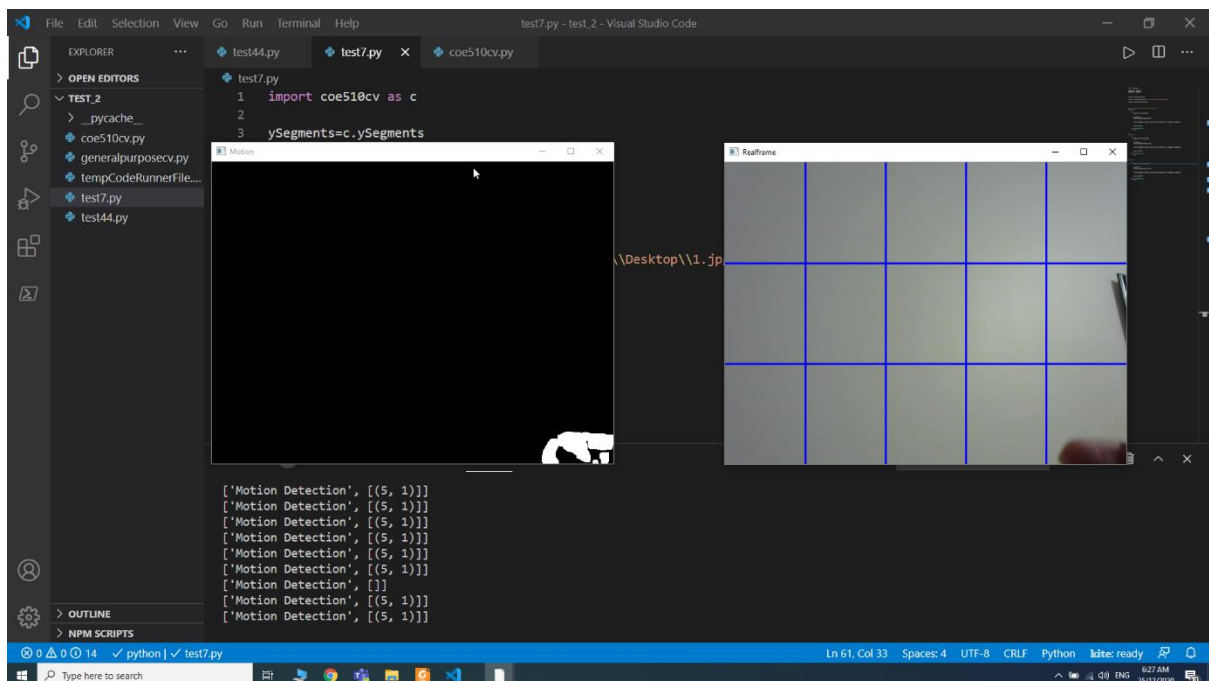 File Edit Selection View Go Run Terminal Help
test7.py - test_2 - Visual Studio Code
EXPLORER
test44.py
test7.py
coe510cv.py
OPEN EDITORS
test7.py
TEST_2
__pycache__
coe510cv.py
generalpurposecv.py
tempCodeRunnerFile....
test7.py
test44.py
1 import coe510cv as c
2
3 ySegments=c.ySegments
Motion
Realframe
\\Desktop\\1.jp
['Motion Detection', [(5, 1)]]
['Motion Detection', [(5, 1)]]
['Motion Detection', [(5, 1)]]
['Motion Detection', [(5, 1)]]
['Motion Detection', [(5, 1)]]
['Motion Detection', [(5, 1)]]
['Motion Detection', []]
['Motion Detection', [(5, 1)]]
['Motion Detection', [(5, 1)]]
OUTLINE
NPM SCRIPTS
0 0 14 python | test7.py
Ln 61, Col 33 Spaces: 4 UTF-8 CRLF Python kite: ready
Type here to search
ENG
6:27 AM
25/12/2020